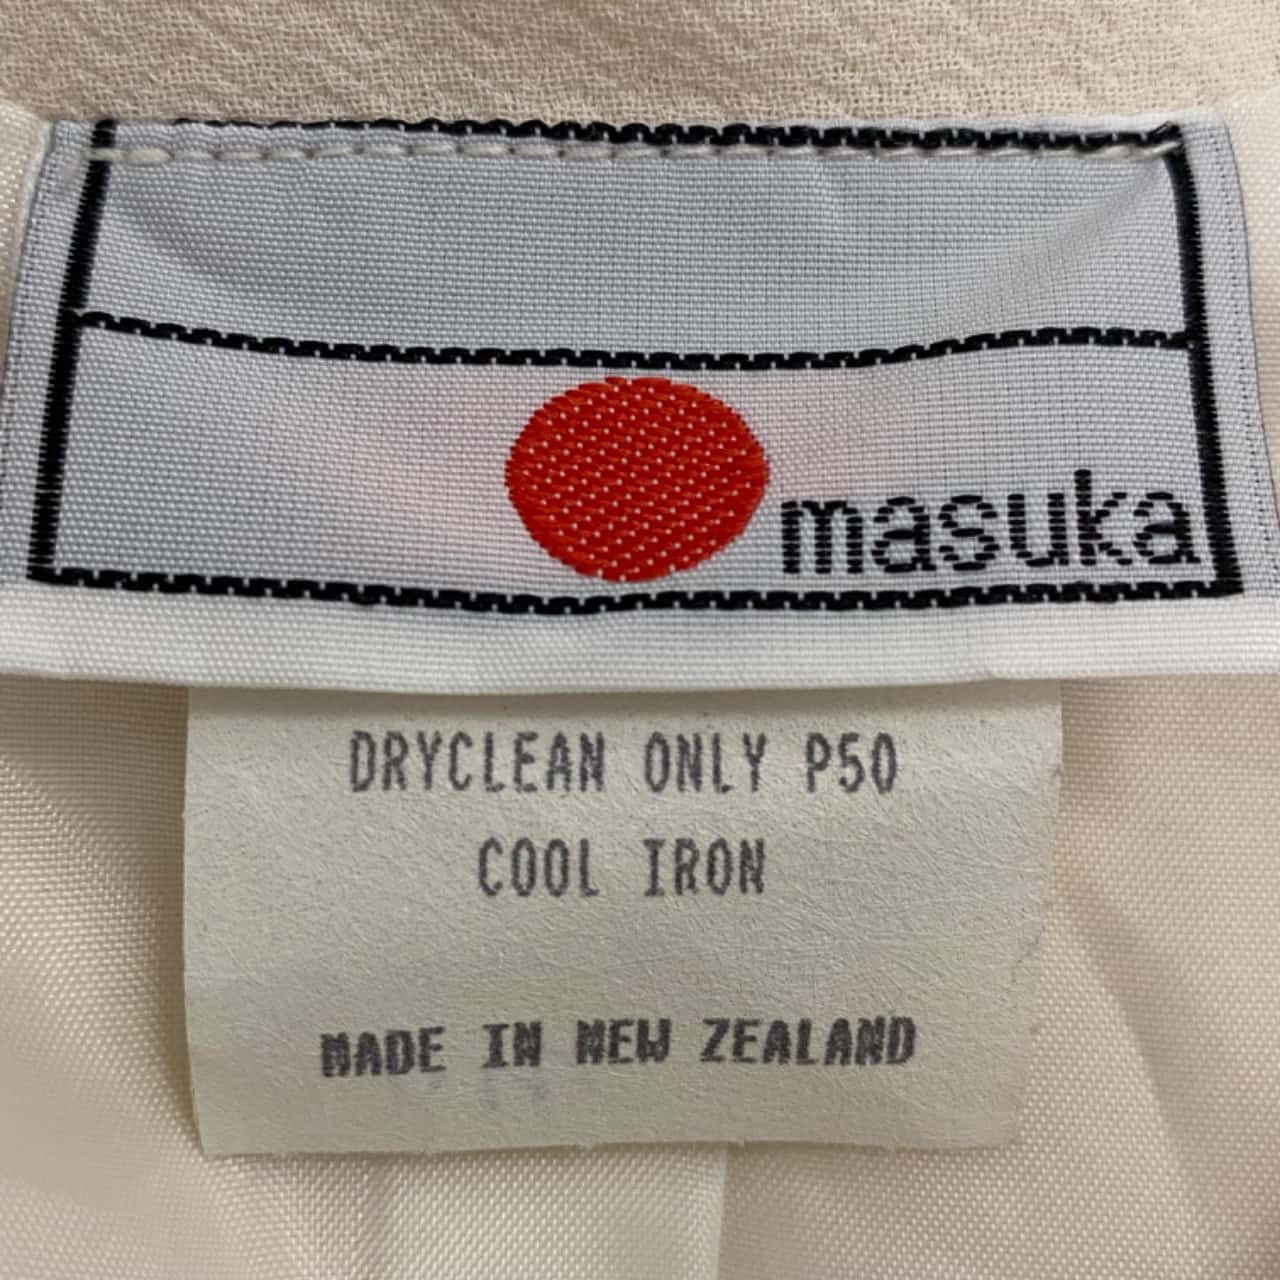 masuka
DRYCLEAN ONLY P50
COOL IRON
MADE IN NEW ZEALAND